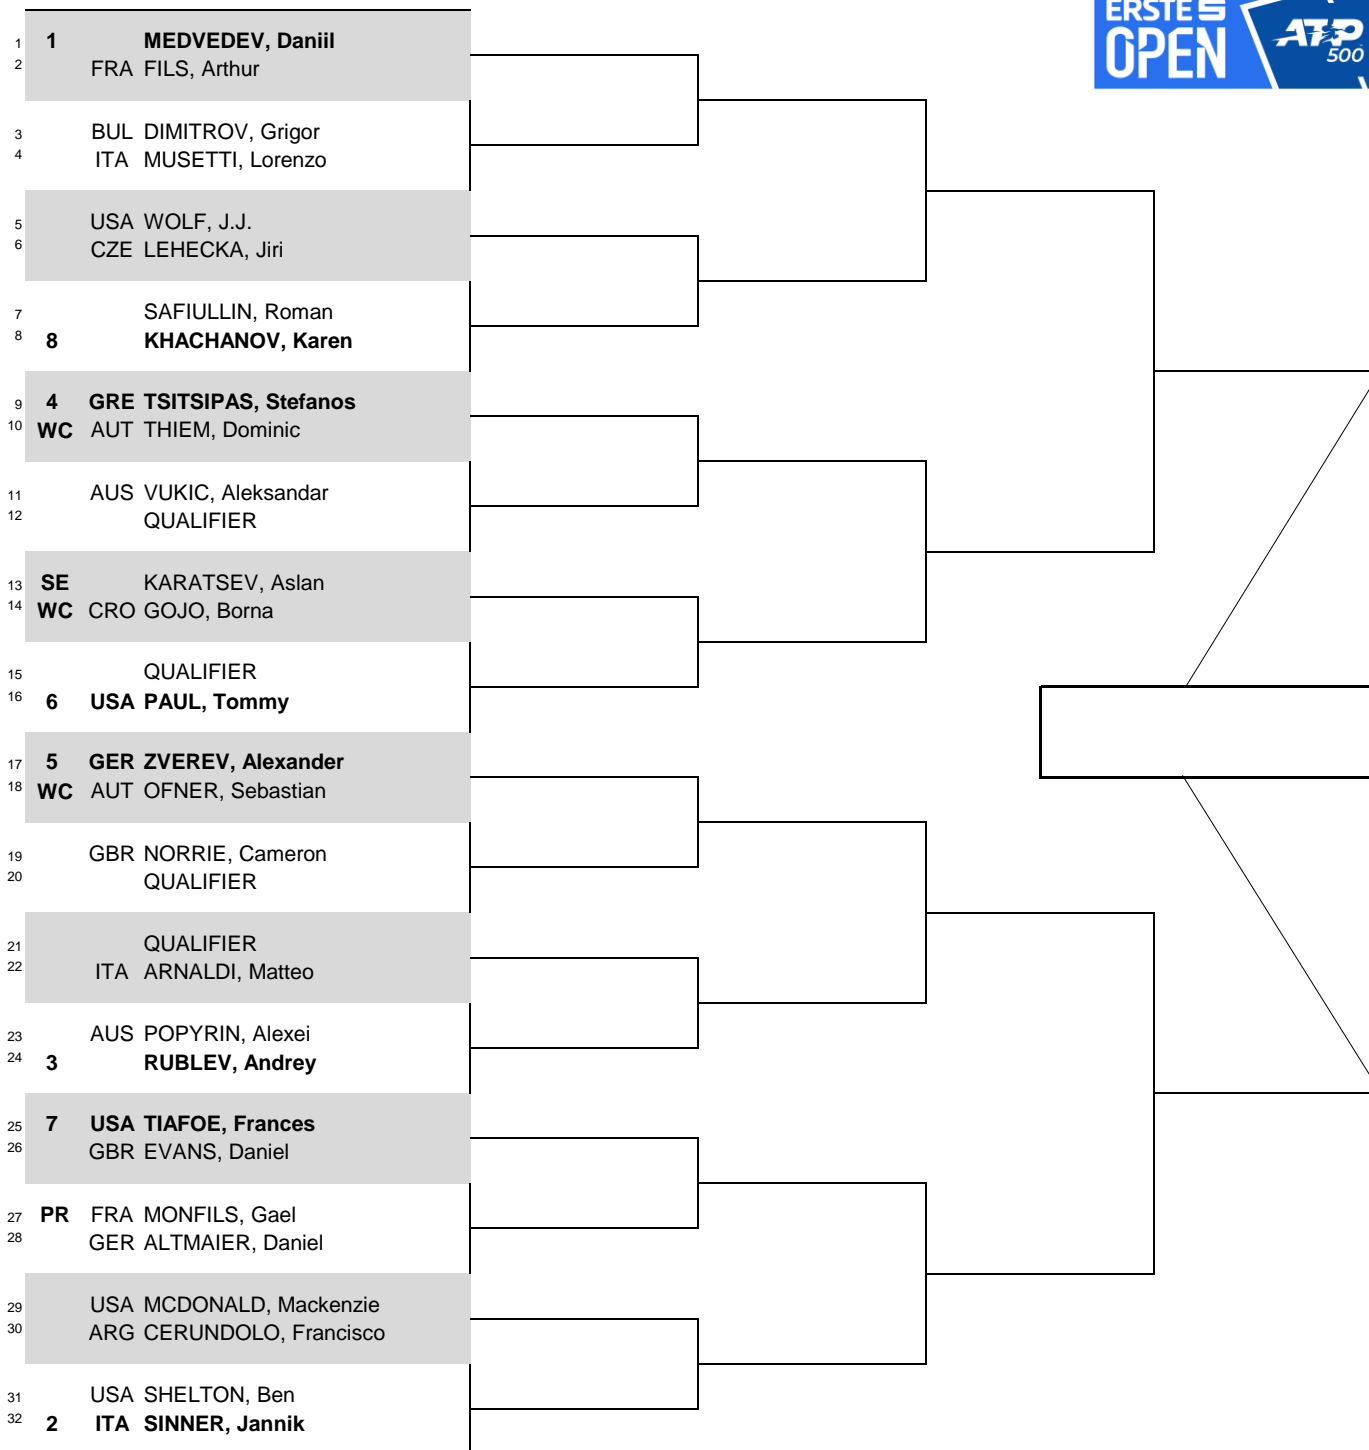 ERSTE
OPEN
ATP
500
1 1 MEDVEDEV, Daniil
2 FRA FILS, Arthur
3 BUL DIMITROV, Grigor
4 ITA MUSETTI, Lorenzo
5 USA WOLF, J.J.
6 CZE LEHECKA, Jiri
7 SAFIULLIN, Roman
8 8 KHACHANOV, Karen
9 4 GRE TSITSIPAS, Stefanos
10 WC AUT THIEM, Dominic
11 AUS VUKIC, Aleksandar
12 QUALIFIER
13 SE KARATSEV, Aslan
14 WC CRO GOJO, Borna
15 QUALIFIER
16 6 USA PAUL, Tommy
17 5 GER ZVEREV, Alexander
18 WC AUT OFNER, Sebastian
19 GBR NORRIE, Cameron
20 QUALIFIER
21 QUALIFIER
22 ITA ARNALDI, Matteo
23 AUS POPYRIN, Alexei
24 3 RUBLEV, Andrey
25 7 USA TIAFOE, Frances
26 GBR EVANS, Daniel
27 PR FRA MONFILS, Gael
28 GER ALTMAIER, Daniel
29 USA MCDONALD, Mackenzie
30 ARG CERUNDOLO, Francisco
31 USA SHELTON, Ben
32 2 ITA SINNER, Jannik